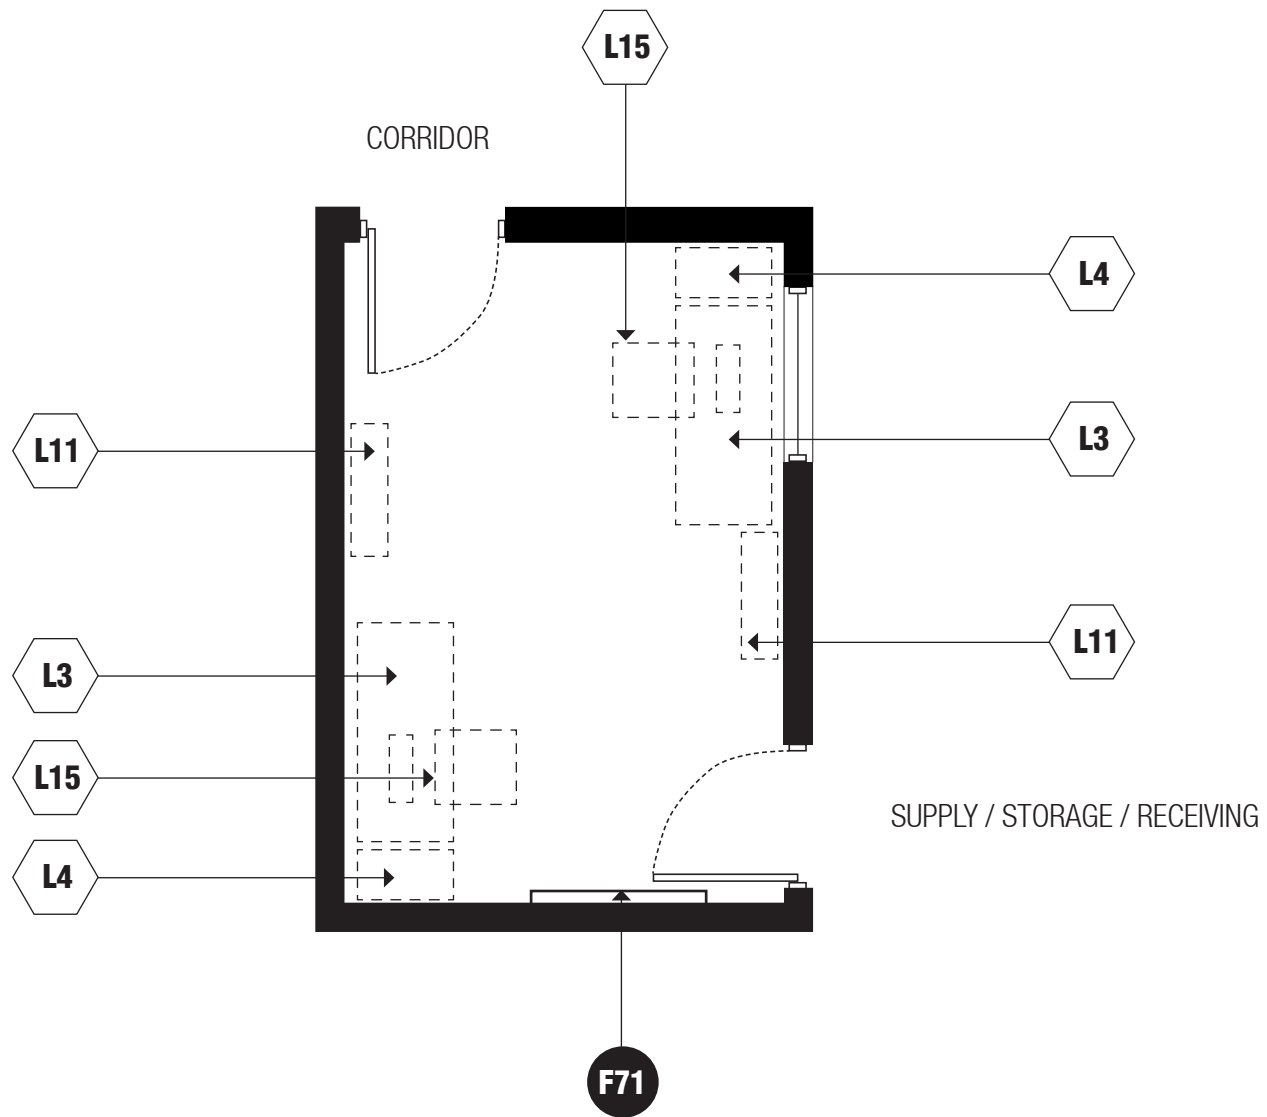 L15
CORRIDOR
L4
L3
L11
L11
L3
L15
SUPPLY / STORAGE / RECEIVING
L4
F71